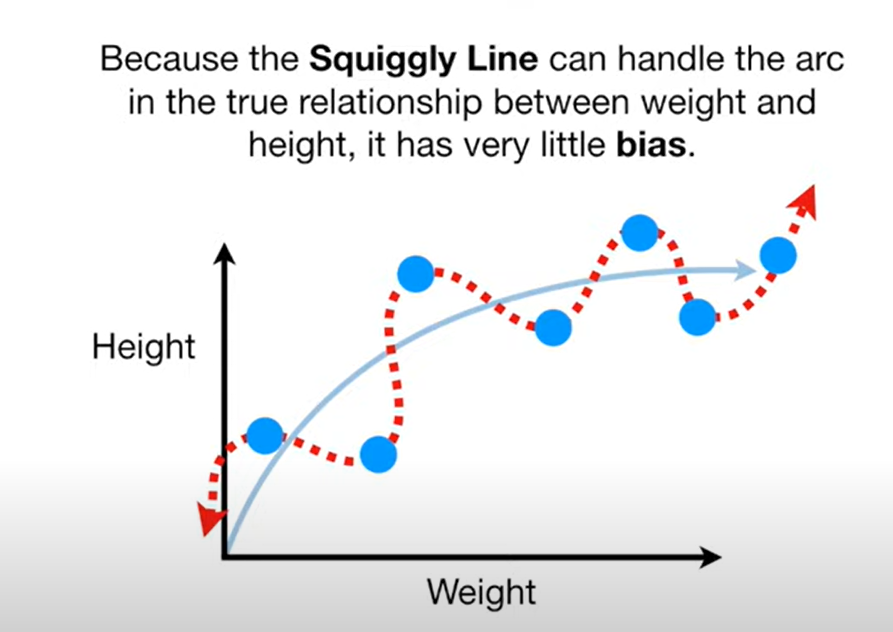 Because the Squiggly Line can handle the arc
in the true relationship between weight and
height, it has very little bias.
Height
Weight